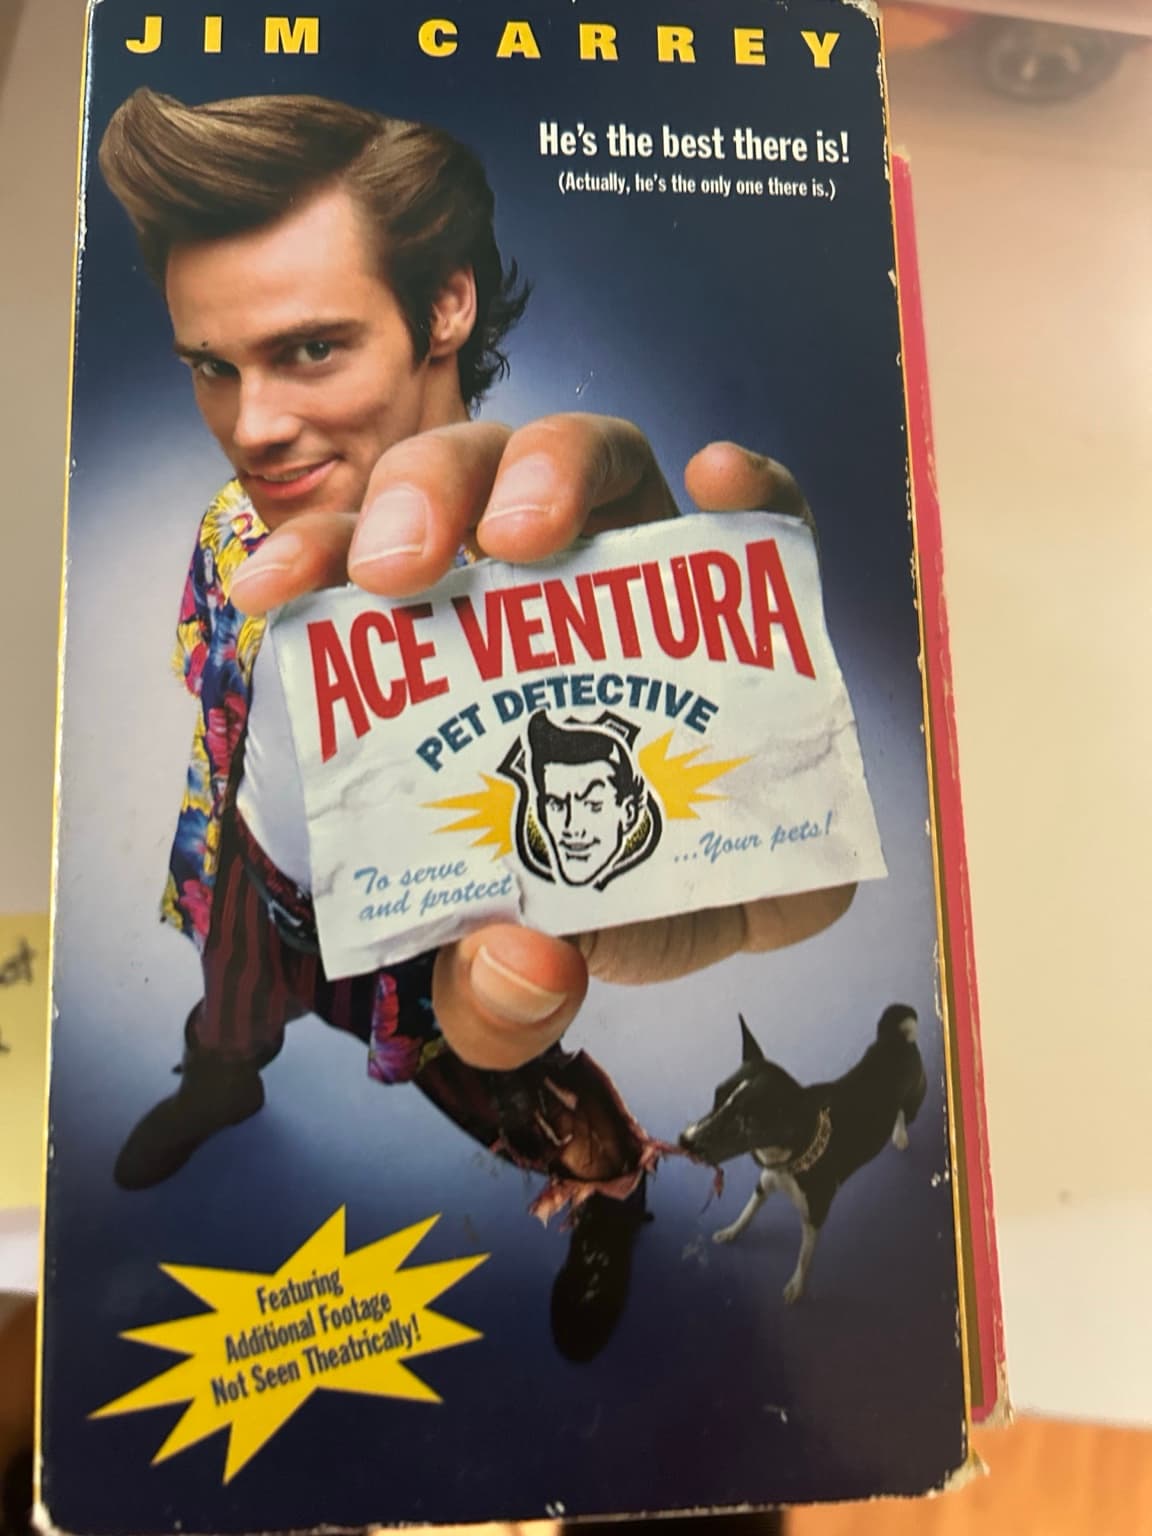 JIM CARREY
He's the best there is!
(Actually, he's the only one there is.)
ACE VENTURA
PET DETECTIVE
To serve
and protect
...Your pets!
Featuring
Additional Footage
Not Seen Theatrically!